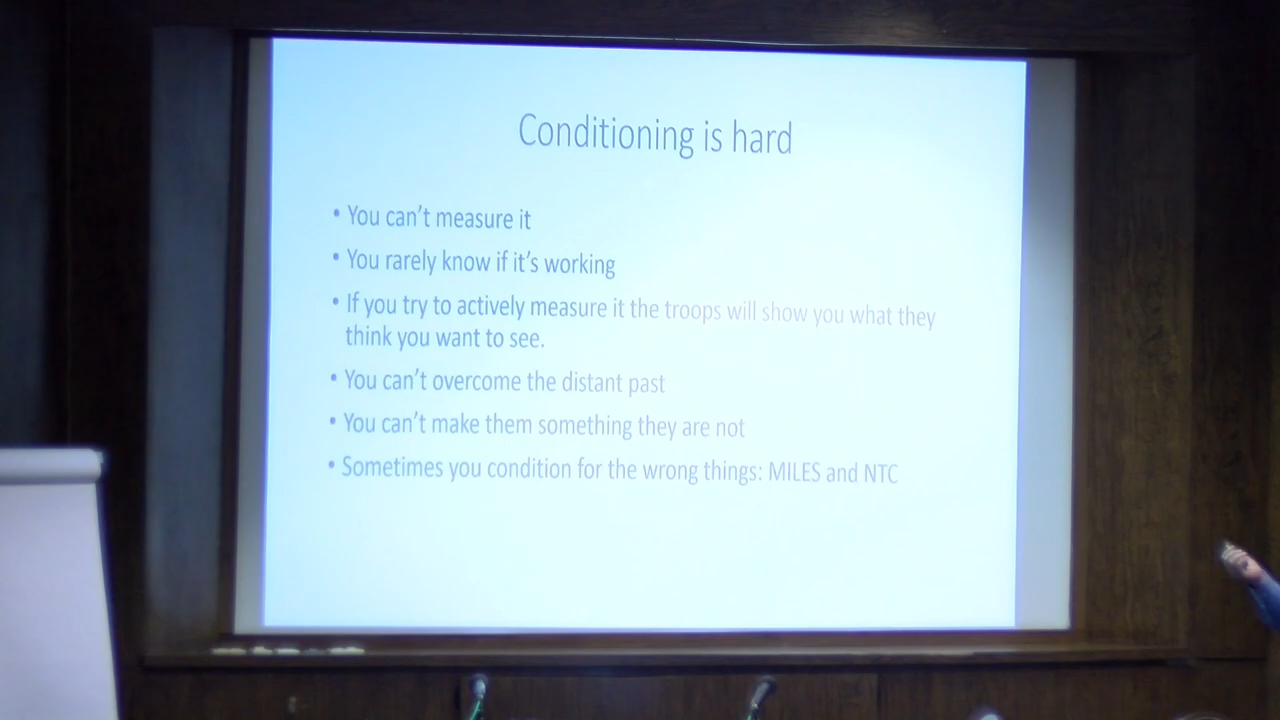 Conditioning is hard
• You can't measure it
• You rarely know if it's working
• If you try to actively measure it the troops will show you what they
think you want to see.
• You can't overcome the distant past
• You can't make them something they are not
• Sometimes you condition for the wrong things: MILES and NTC